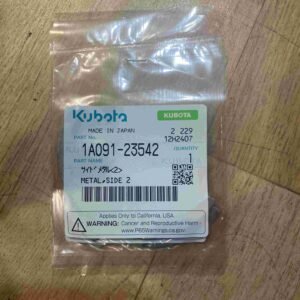 Kubota KUBOTA
MADE IN JAPAN 2 229
PART NO. 12H2407
1A091-23542 QUANTITY
PART NAME 1
ｻｲﾄﾞﾒﾀﾙ<2>
METAL,SIDE 2
Applies Only to California, USA
WARNING: Cancer and Reproductive Harm -
www.P65Warnings.ca.gov.